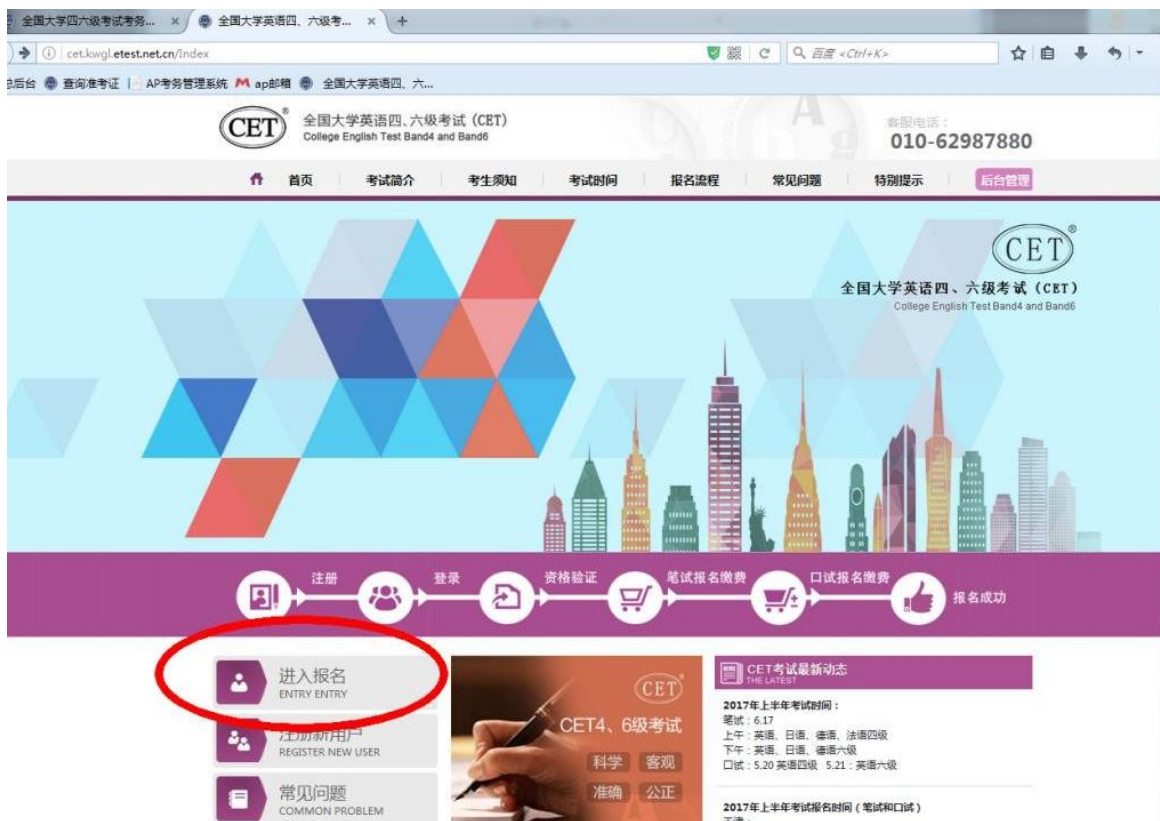 全国大学四六级考试考务...
全国大学英语四、六级考...
cet.kwgl.etest.net.cn/Index
百度 <Ctrl+K>
总后台 查询准考证 AP考务管理系统 ap邮箱 全国大学英语四、六...
CET®
全国大学英语四、六级考试（CET）
College English Test Band4 and Band6
客服电话：
010-62987880
首页 考试简介 考生须知 考试时间 报名流程 常见问题 特别提示 后台管理
CET®
全国大学英语四、六级考试（CET）
College English Test Band4 and Band6
注册 登录 资格验证 笔试报名缴费 口试报名缴费 报名成功
进入报名
ENTRY ENTRY
注册新用户
REGISTER NEW USER
常见问题
COMMON PROBLEM
CET
CET4、6级考试
科学 客观
准确 公正
NEWS
CET考试最新动态
THE LATEST
2017年上半年考试时间：
笔试：6.17
上午：英语、日语、德语、法语四级
下午：英语、日语、德语六级
口试：5.20 英语四级 5.21：英语六级
2017年上半年考试报名时间（笔试和口试）